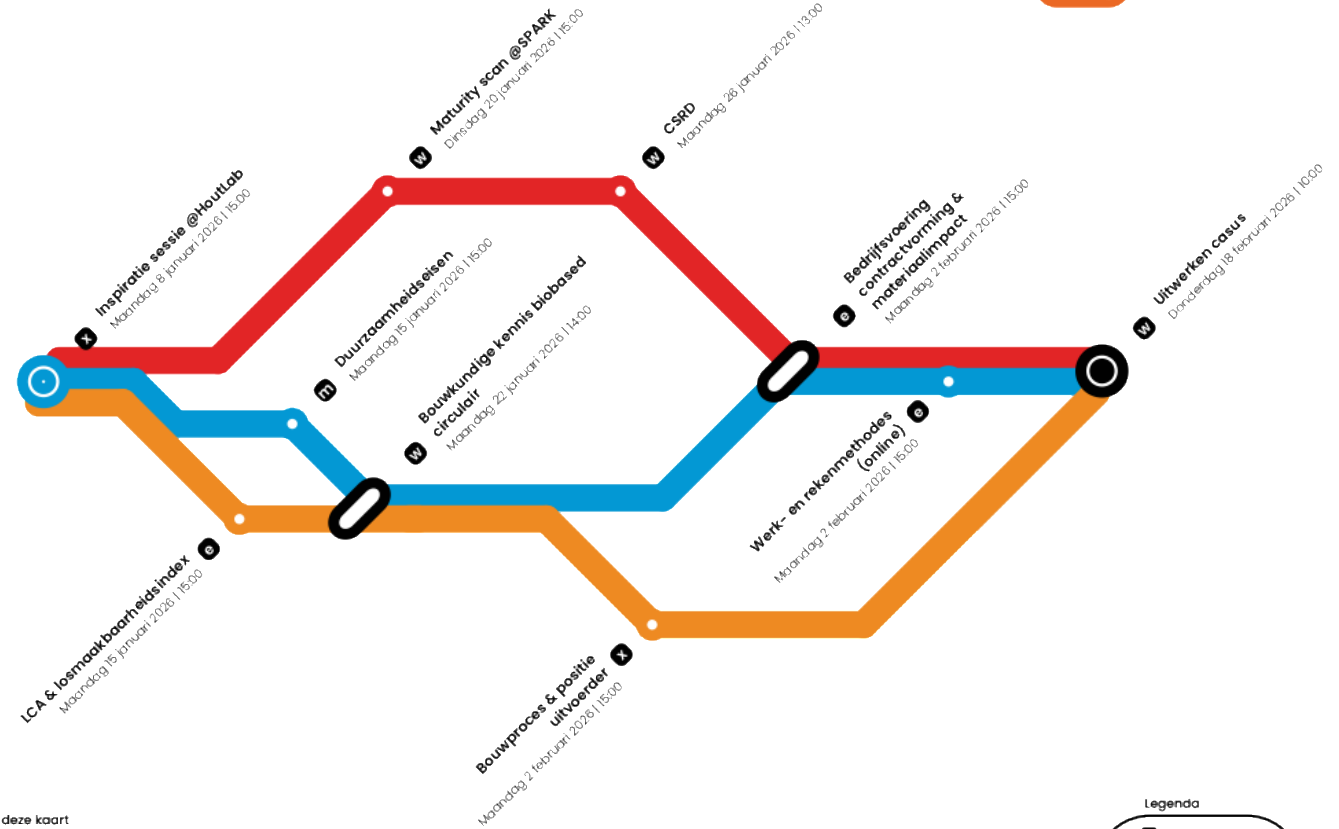 Maturity scan @SPARK
Dinsdag 20 januari 2026 | 15:00
w
CSRD
Maandag 26 januari 2026 | 13:00
w
Inspiratie sessie @HoutLab
Maandag 8 januari 2026 | 15:00
x
Duurzaamheidseisen
Maandag 15 januari 2026 | 15:00
m
Bouwkundige kennis biobased
circulair
Maandag 22 januari 2026 | 14:00
w
Bedrijfsvoering
contractvorming &
materiaalimpact
Maandag 2 februari 2026 | 15:00
e
Uitwerken casus
Donderdag 18 februari 2026 | 10:00
w
Werk- en rekenmethodes
(online)
Maandag 2 februari 2026 | 15:00
e
LCA & losmaakbaarheidsindex
Maandag 15 januari 2026 | 15:00
e
Bouwproces & positie
uitvoerder
Maandag 2 februari 2026 | 15:00
x
deze kaart
Legenda